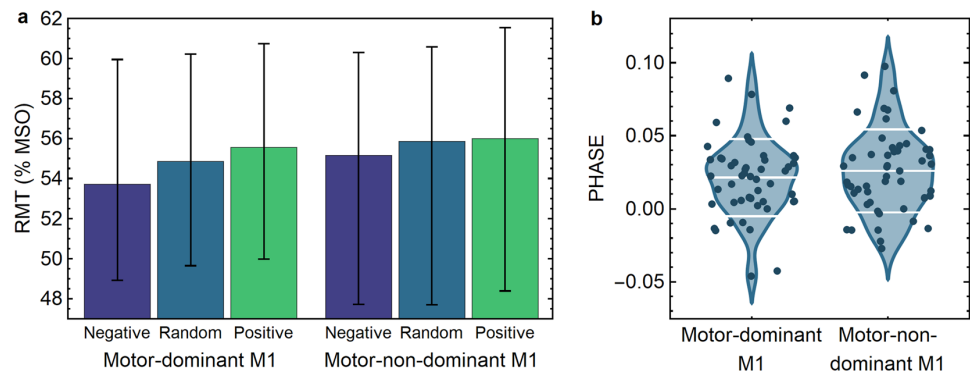 a
62
60
58
56
54
52
50
48
RMT (% MSO)
Negative Random Positive Negative Random Positive
Motor-dominant M1 Motor-non-dominant M1
b
0.10
0.05
0.00
−0.05
PHASE
Motor-dominant Motor-non-
M1 dominant M1